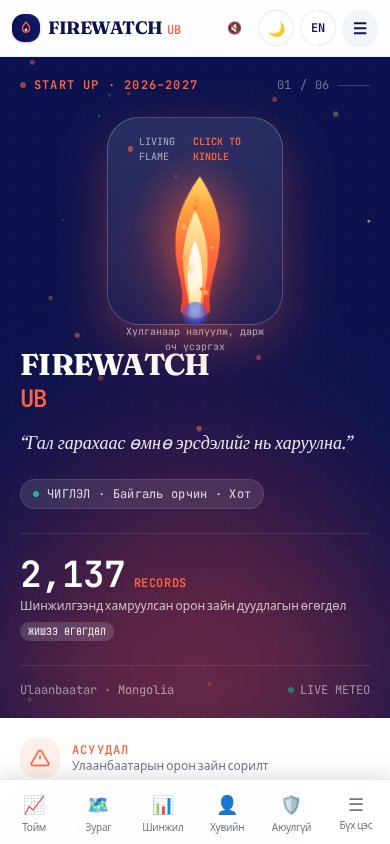 FIREWATCH UB
EN
START UP · 2026–2027
01 / 06
LIVING FLAME
CLICK TO KINDLE
Хулганаар налуулж, дарж
оч үсэргэх
FIREWATCH
UB
“Гал гарахаас өмнө эрсдэлийг нь харуулна.”
ЧИГЛЭЛ · Байгаль орчин · Хот
2,137 RECORDS
Шинжилгээнд хамруулсан орон зайн дуудлагын өгөгдөл
ЖИШЭЭ ӨГӨГДӨЛ
Ulaanbaatar · Mongolia
LIVE METEO
АСУУДАЛ
Улаанбаатарын орон зайн сорилт
Тойм
Зураг
Шинжил
Хувийн
Аюулгүй
Бүх цэс